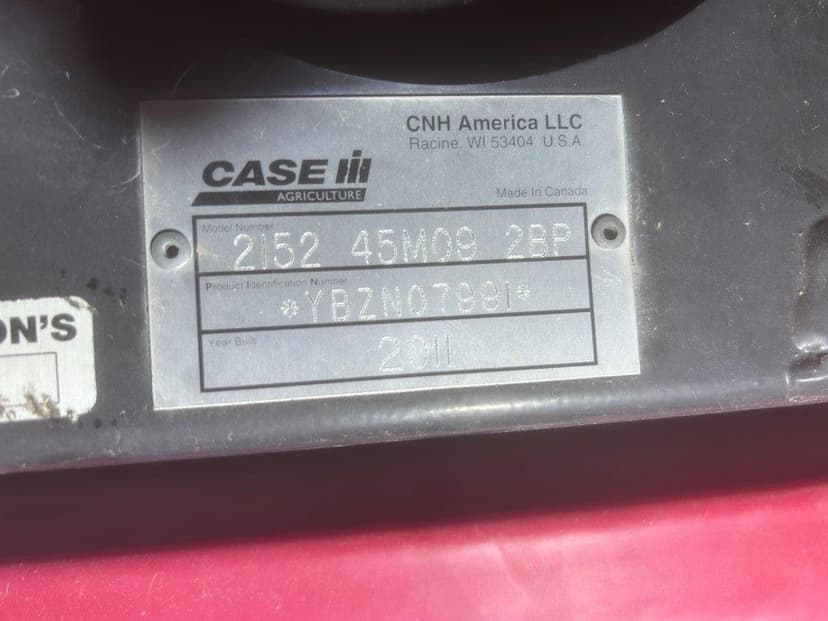 CNH America LLC
Racine, WI 53404 U.S.A.
CASE IH
AGRICULTURE
Made In Canada
Model Number
2152 45M09 2BP
Product Identification Number
*YBZN07991*
Year Built
2011
ON'S